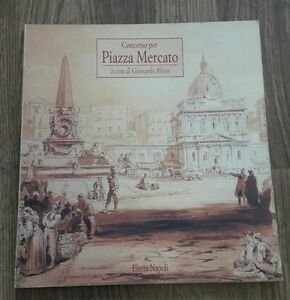 Concorso per
Piazza Mercato
a cura di Giancarlo Alisio
Electa Napoli